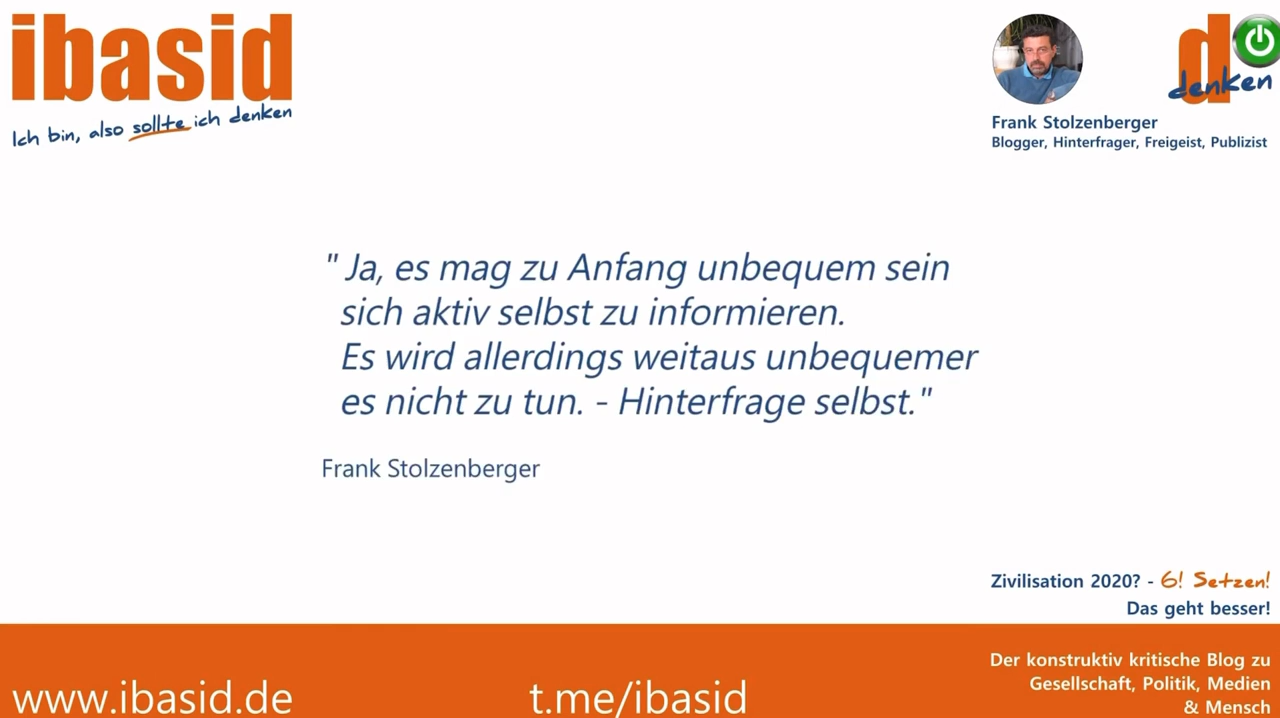 ibasid
Ich bin, also sollte ich denken
d
denken
Frank Stolzenberger
Blogger, Hinterfrager, Freigeist, Publizist
" Ja, es mag zu Anfang unbequem sein
sich aktiv selbst zu informieren.
Es wird allerdings weitaus unbequemer
es nicht zu tun. - Hinterfrage selbst."
Frank Stolzenberger
Zivilisation 2020? - 6! Setzen!
Das geht besser!
Der konstruktiv kritische Blog zu
Gesellschaft, Politik, Medien
& Mensch
www.ibasid.de
t.me/ibasid